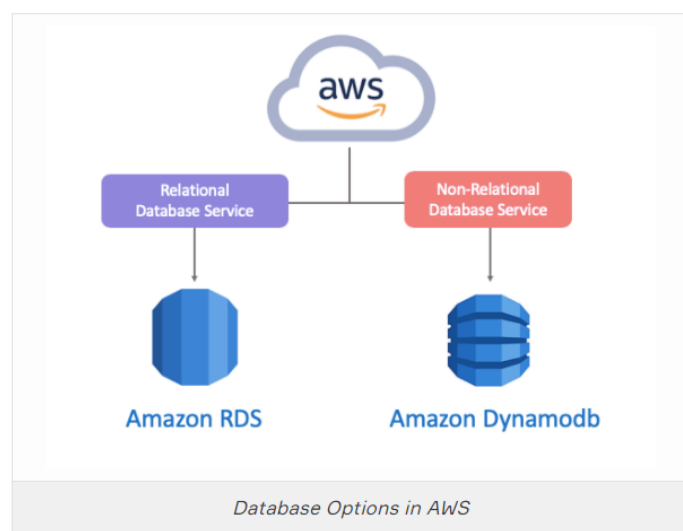 aws
Relational
Database Service
Non-Relational
Database Service
Amazon RDS
Amazon Dynamodb
Database Options in AWS